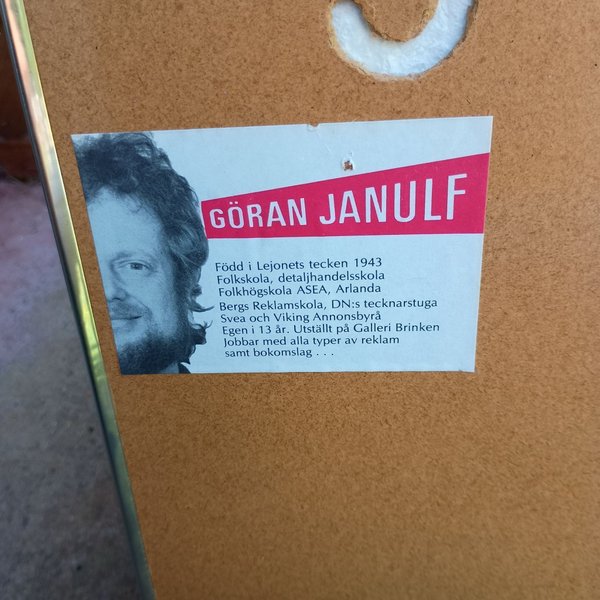 GÖRAN JANULF
Född i Lejonets tecken 1943
Folkskola, detaljhandelsskola
Folkhögskola ASEA, Arlanda
Bergs Reklamskola, DN:s tecknarstuga
Svea och Viking Annonsbyrå
Egen i 13 år. Utställt på Galleri Brinken
Jobbar med alla typer av reklam
samt bokomslag . . .